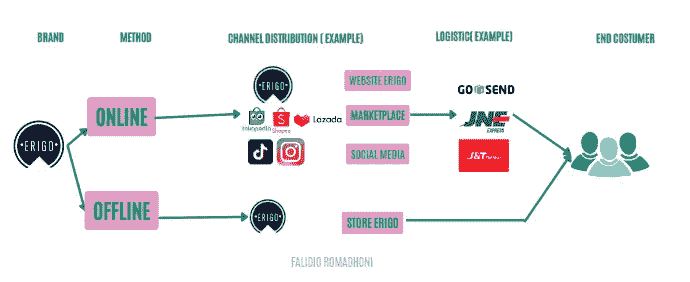 BRAND
METHOD
CHANNEL DISTRIBUTION ( EXAMPLE)
LOGISTIC( EXAMPLE)
END COSTUMER
ERIGO
ONLINE
OFFLINE
ERIGO
tokopedia
Shopee
Lazada
WEBSITE ERIGO
MARKETPLACE
SOCIAL MEDIA
GO SEND
JNE
EXPRESS
J&T
ERIGO
STORE ERIGO
FALIDIO ROMADHONI